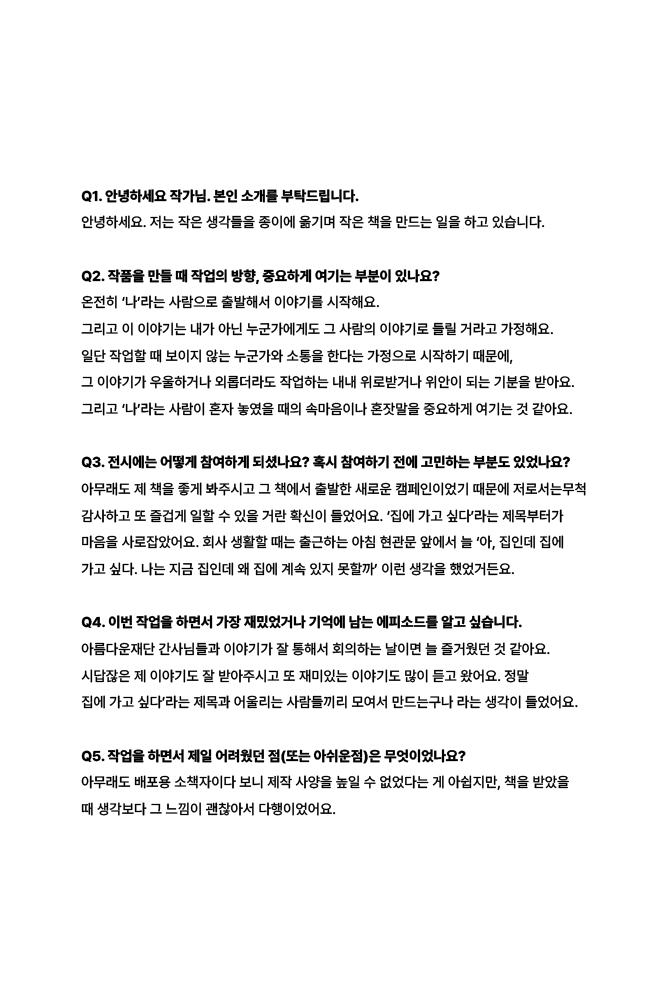 Q1. 안녕하세요 작가님. 본인 소개를 부탁드립니다.
안녕하세요. 저는 작은 생각들을 종이에 옮기며 작은 책을 만드는 일을 하고 있습니다.
Q2. 작품을 만들 때 작업의 방향, 중요하게 여기는 부분이 있나요?
온전히 ‘나’라는 사람으로 출발해서 이야기를 시작해요.
그리고 이 이야기는 내가 아닌 누군가에게도 그 사람의 이야기로 들릴 거라고 가정해요.
일단 작업할 때 보이지 않는 누군가와 소통을 한다는 가정으로 시작하기 때문에,
그 이야기가 우울하거나 외롭더라도 작업하는 내내 위로받거나 위안이 되는 기분을 받아요.
그리고 ‘나’라는 사람이 혼자 놓였을 때의 속마음이나 혼잣말을 중요하게 여기는 것 같아요.
Q3. 전시에는 어떻게 참여하게 되셨나요? 혹시 참여하기 전에 고민하는 부분도 있었나요?
아무래도 제 책을 좋게 봐주시고 그 책에서 출발한 새로운 캠페인이었기 때문에 저로서는무척
감사하고 또 즐겁게 일할 수 있을 거란 확신이 들었어요. ‘집에 가고 싶다’라는 제목부터가
마음을 사로잡았어요. 회사 생활할 때는 출근하는 아침 현관문 앞에서 늘 ‘아, 집인데 집에
가고 싶다. 나는 지금 집인데 왜 집에 계속 있지 못할까’ 이런 생각을 했었거든요.
Q4. 이번 작업을 하면서 가장 재밌었거나 기억에 남는 에피소드를 알고 싶습니다.
아름다운재단 간사님들과 이야기가 잘 통해서 회의하는 날이면 늘 즐거웠던 것 같아요.
시답잖은 제 이야기도 잘 받아주시고 또 재미있는 이야기도 많이 듣고 왔어요. 정말
집에 가고 싶다’라는 제목과 어울리는 사람들끼리 모여서 만드는구나 라는 생각이 들었어요.
Q5. 작업을 하면서 제일 어려웠던 점(또는 아쉬운점)은 무엇이었나요?
아무래도 배포용 소책자이다 보니 제작 사양을 높일 수 없었다는 게 아쉽지만, 책을 받았을
때 생각보다 그 느낌이 괜찮아서 다행이었어요.